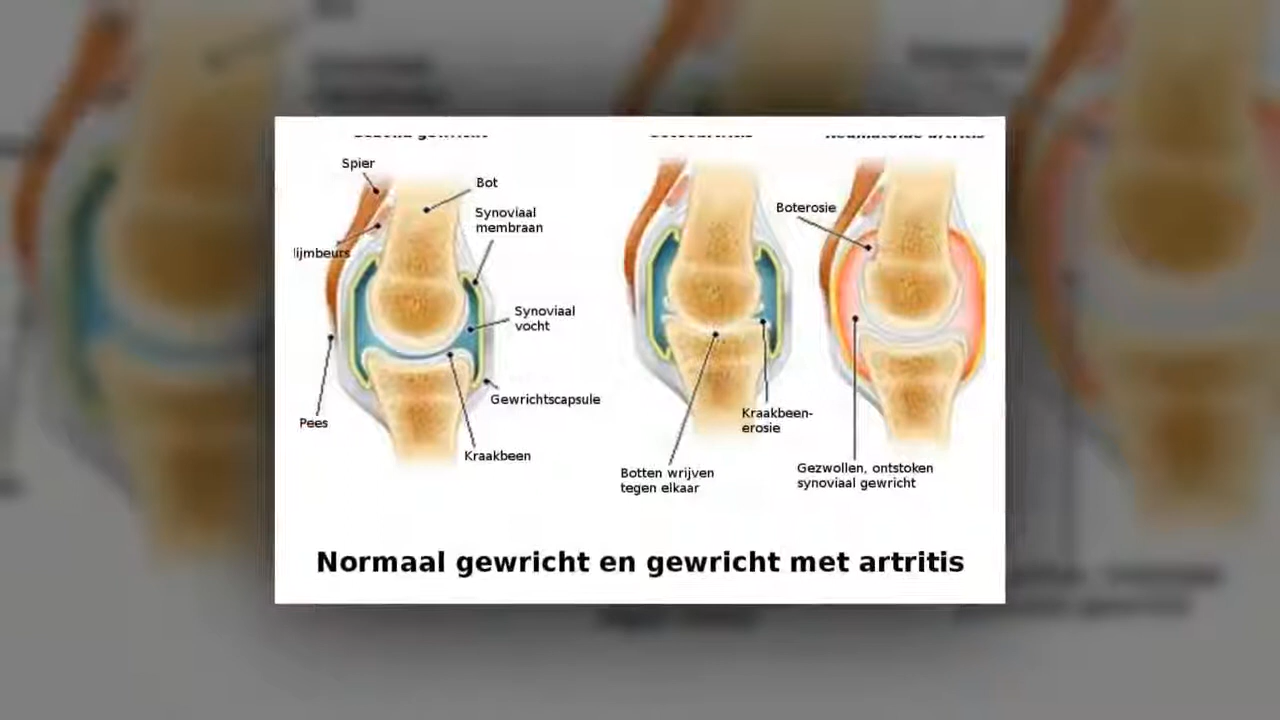 Spier
Bot
Synoviaal
membraan
lijmbeurs
Synoviaal
vocht
Gewrichtscapsule
Pees
Kraakbeen
Boterosie
Kraakbeen-
erosie
Botten wrijven
tegen elkaar
Gezwollen, ontstoken
synoviaal gewricht
Normaal gewricht en gewricht met artritis